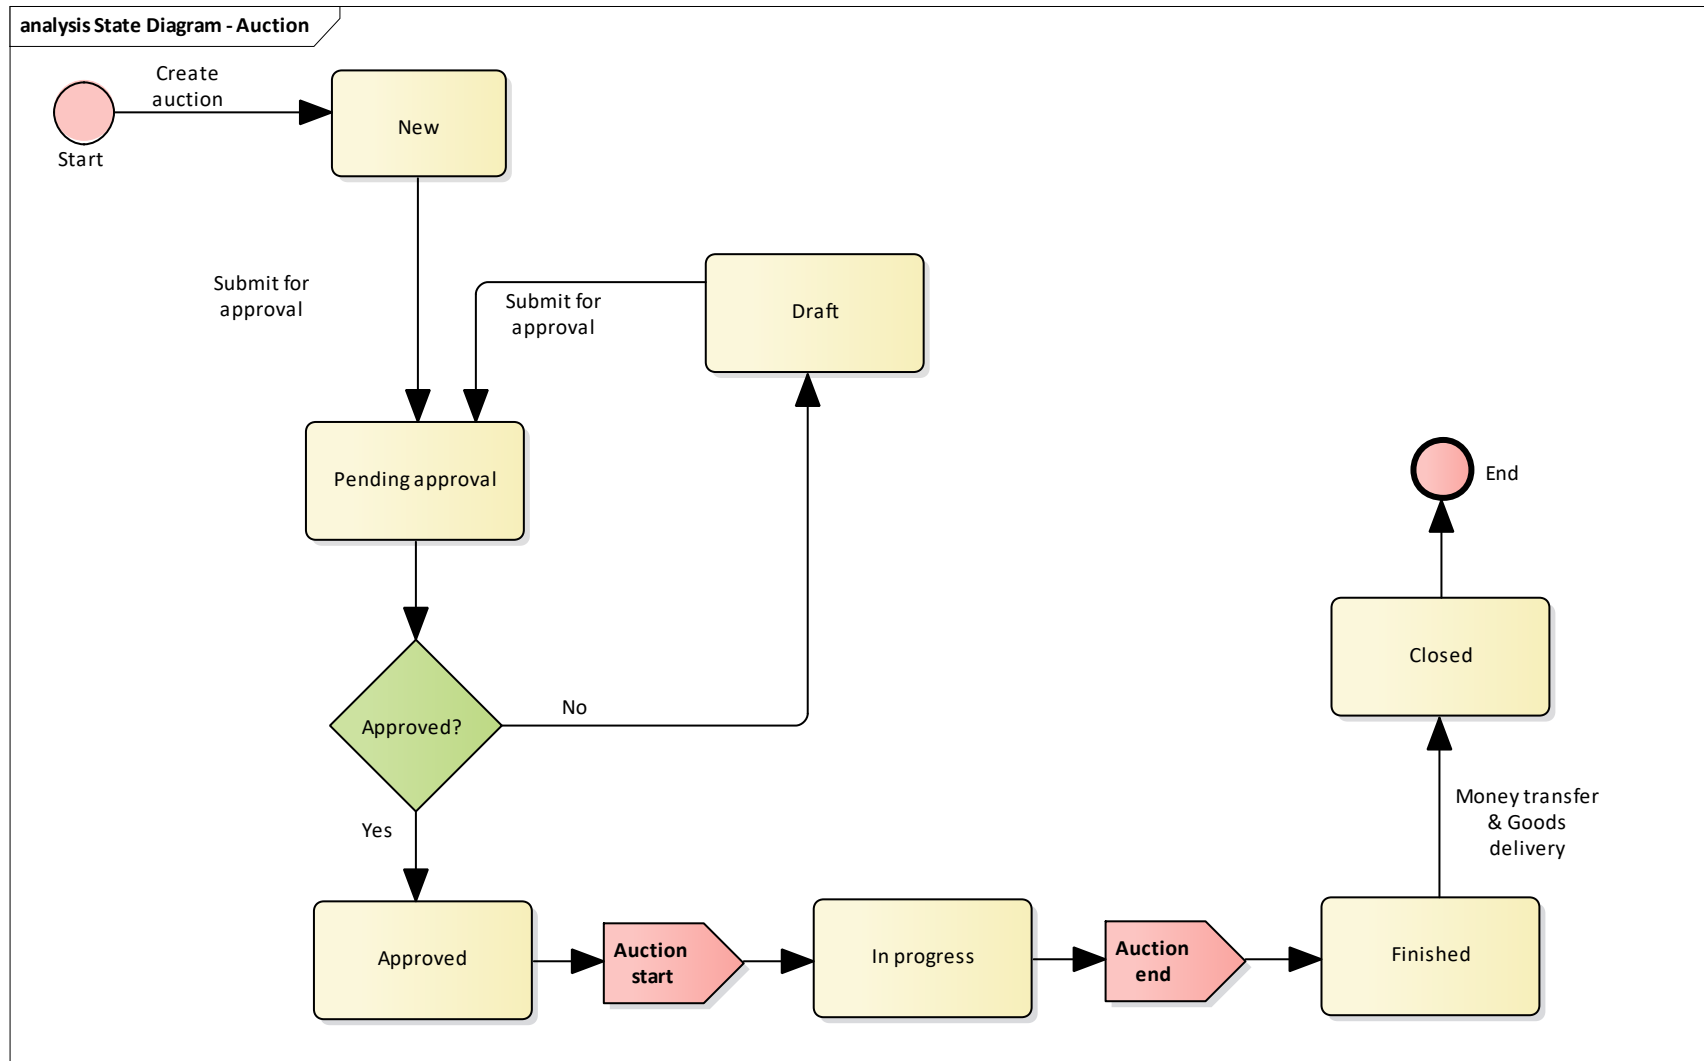 analysis State Diagram - Auction
Create
auction
Start
New
Submit for
approval
Submit for
approval
Draft
Pending approval
End
Approved?
No
Closed
Yes
Money transfer
& Goods
delivery
Approved
Auction
start
In progress
Auction
end
Finished